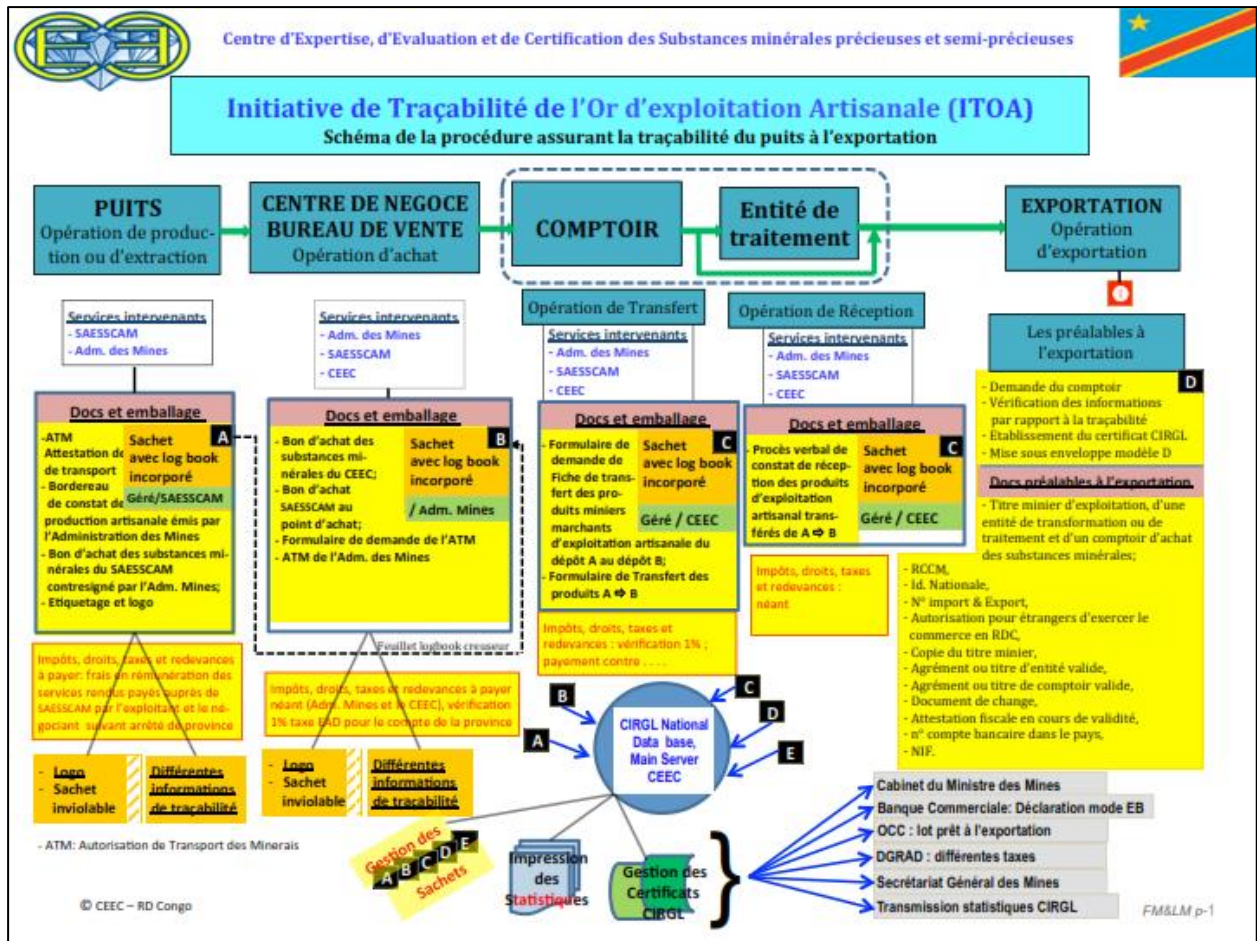 Centre d'Expertise, d'Evaluation et de Certification des Substances minérales précieuses et semi-précieuses
Initiative de Traçabilité de l'Or d'exploitation Artisanale (ITOA)
Schéma de la procédure assurant la traçabilité du puits à l'exportation
PUITS
Opération de produc-
tion ou d'extraction
CENTRE DE NEGOCE
BUREAU DE VENTE
Opération d'achat
COMPTOIR
Entité de
traitement
EXPORTATION
Opération
d'exportation
Services intervenants
- SAESSCAM
- Adm. des Mines
Services intervenants
- Adm. des Mines
- SAESSCAM
- CEEC
Opération de Transfert
Services intervenants
- Adm. des Mines
- SAESSCAM
- CEEC
Opération de Réception
Services intervenants
- Adm. des Mines
- SAESSCAM
- CEEC
Les préalables à
l'exportation
D
- Demande du comptoir
- Vérification des informations
par rapport à la traçabilité
- Etablissement du certificat CIRGL
- Mise sous enveloppe modèle D
Docs et emballage
A
-ATM
Attestation de
de transport
- Bordereau
de constat de
production artisanale émis par
l'Administration des Mines
- Bon d'achat des substances mi-
nérales du SAESSCAM
contresigné par l'Adm. Mines;
- Etiquetage et logo
Sachet
avec log book
incorporé
Géré/SAESSCAM
Docs et emballage
B
- Bon d'achat des
substances mi-
nérales du CEEC;
- Bon d'achat
SAESSCAM au
point d'achat;
- Formulaire de demande de l'ATM
- ATM de l'Adm. des Mines
Sachet
avec log book
incorporé
/ Adm. Mines
Feuillet logbook creuseur
Docs et emballage
C
- Formulaire de
demande de
Fiche de trans-
fert des pro-
duits miniers
marchants
d'exploitation artisanale du
dépôt A au dépôt B;
- Formulaire de Transfert des
produits A ⇨ B
Sachet
avec log book
incorporé
Géré / CEEC
Docs et emballage
C
- Procès verbal de
constat de récep-
tion des produits
d'exploitation
artisanal trans-
férés de A ⇨ B
Sachet
avec log book
incorporé
Géré / CEEC
Docs préalables à l'exportation
- Titre minier d'exploitation, d'une
entité de transformation ou de
traitement et d'un comptoir d'achat
des substances minérales;
- RCCM,
- Id. Nationale,
- N° import & Export,
- Autorisation pour étrangers d'exercer le
commerce en RDC,
- Copie du titre minier,
- Agrément ou titre d'entité valide,
- Agrément ou titre de comptoir valide,
- Document de change,
- Attestation fiscale en cours de validité,
- n° compte bancaire dans le pays,
- NIF.
Impôts, droits, taxes et redevances
à payer: frais en rémunération des
services rendus payés auprès de
SAESSCAM par l'exploitant et le né-
gociant suivant arrêté de province
Impôts, droits, taxes et redevances à payer
néant (Adm. Mines et le CEEC), vérification
1% taxe EAD pour le compte de la province
Impôts, droits, taxes et
redevances : vérification 1% ;
payement contre . . . .
Impôts, droits, taxes
et redevances :
néant
- Logo
- Sachet
inviolable
Différentes
informations
de traçabilité
- Logo
- Sachet
inviolable
Différentes
informations
de traçabilité
A
B
C
D
E
CIRGL National
Data base,
Main Server
CEEC
Gestion des
A B C D E
Sachets
Impression
des
Statistiques
Gestion des
Certificats
CIRGL
Cabinet du Ministre des Mines
Banque Commerciale: Déclaration mode EB
OCC : lot prêt à l'exportation
DGRAD : différentes taxes
Secrétariat Général des Mines
Transmission statistiques CIRGL
- ATM: Autorisation de Transport des Minerais
© CEEC – RD Congo
FM&LM p-1